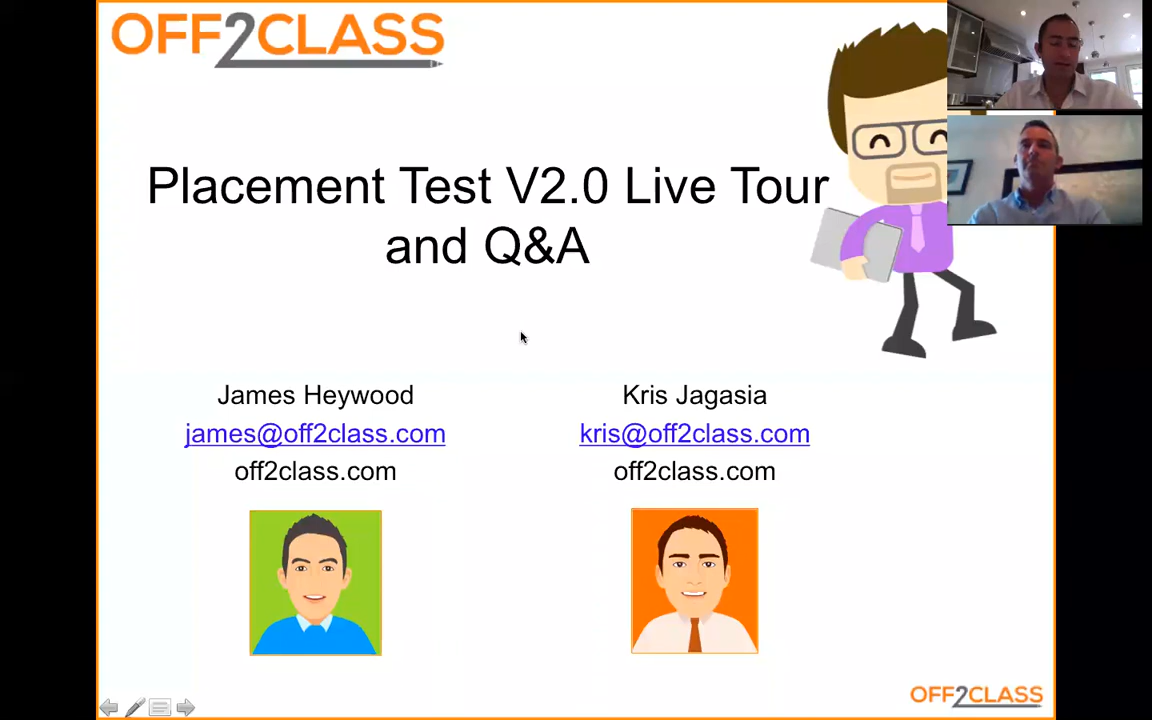 OFF2CLASS
Placement Test V2.0 Live Tour
and Q&A
James Heywood
james@off2class.com
off2class.com
Kris Jagasia
kris@off2class.com
off2class.com
OFF2CLASS